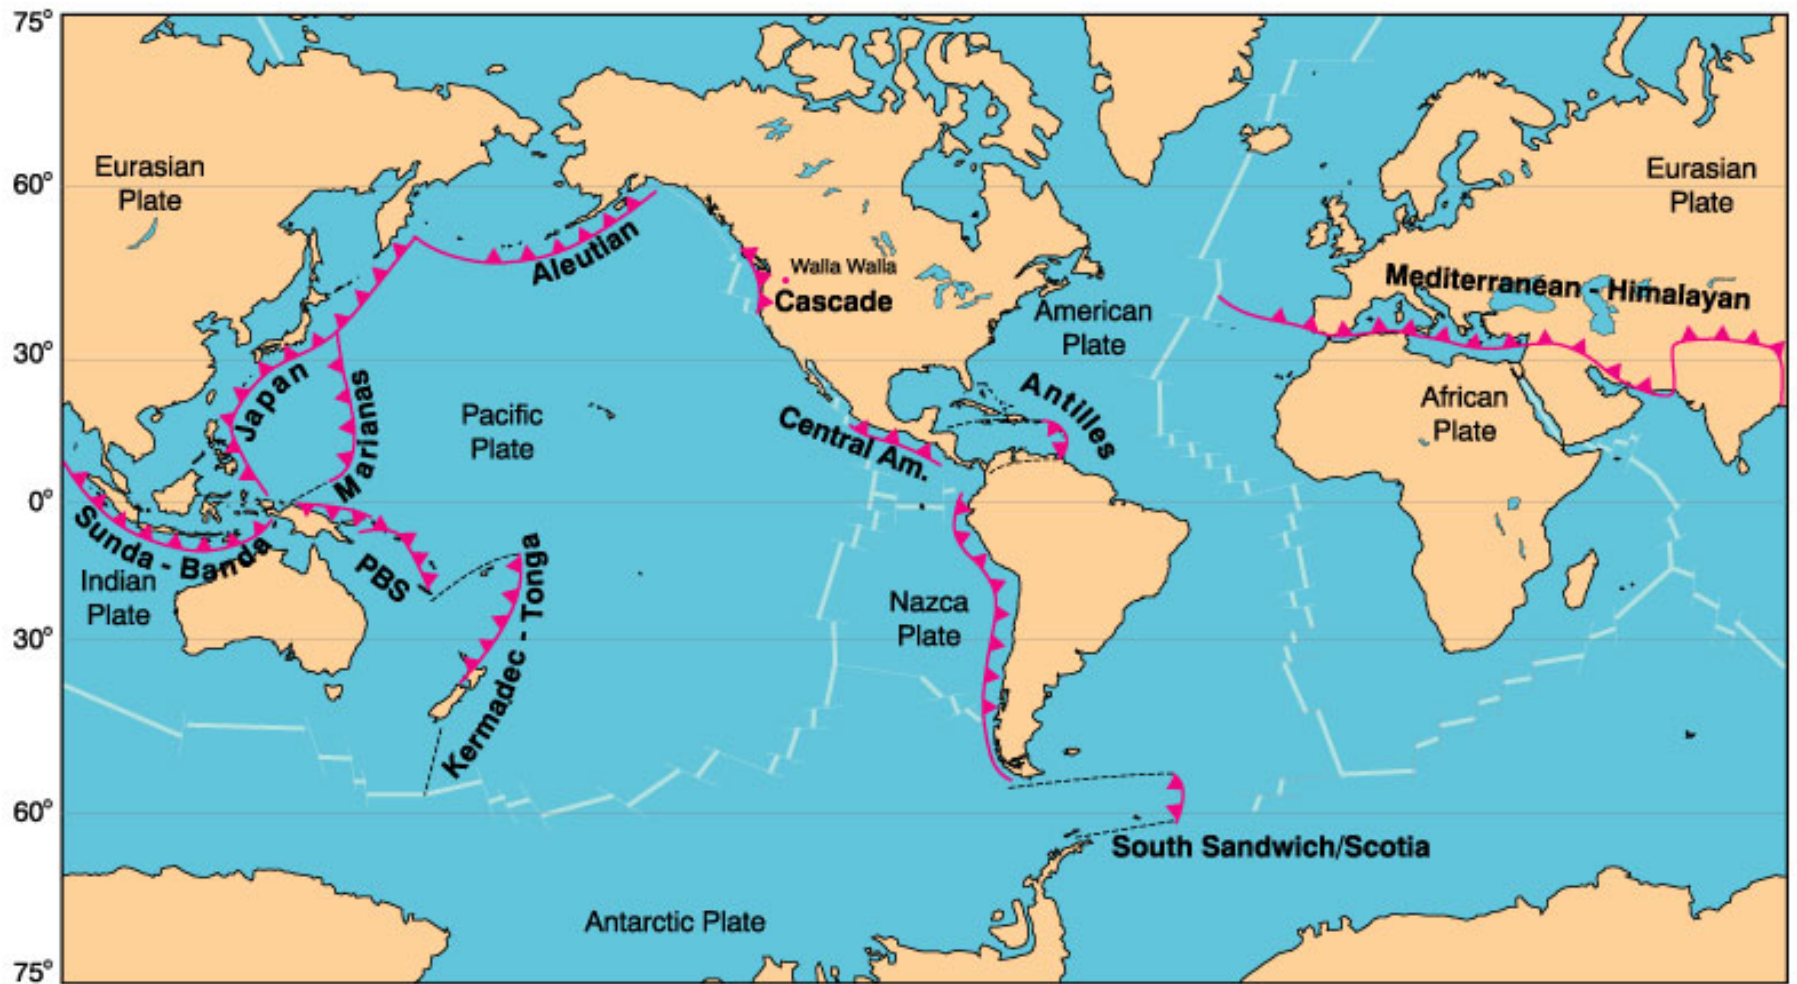 75°
60°
30°
0°
30°
60°
75°
Eurasian
Plate
Eurasian
Plate
Aleutian
Walla Walla
Cascade
American
Plate
Mediterranean - Himalayan
Japan
Marianas
Pacific
Plate
Central Am.
Antilles
African
Plate
Sunda - Banda
Indian
Plate
PBS
Kermadec - Tonga
Nazca
Plate
South Sandwich/Scotia
Antarctic Plate